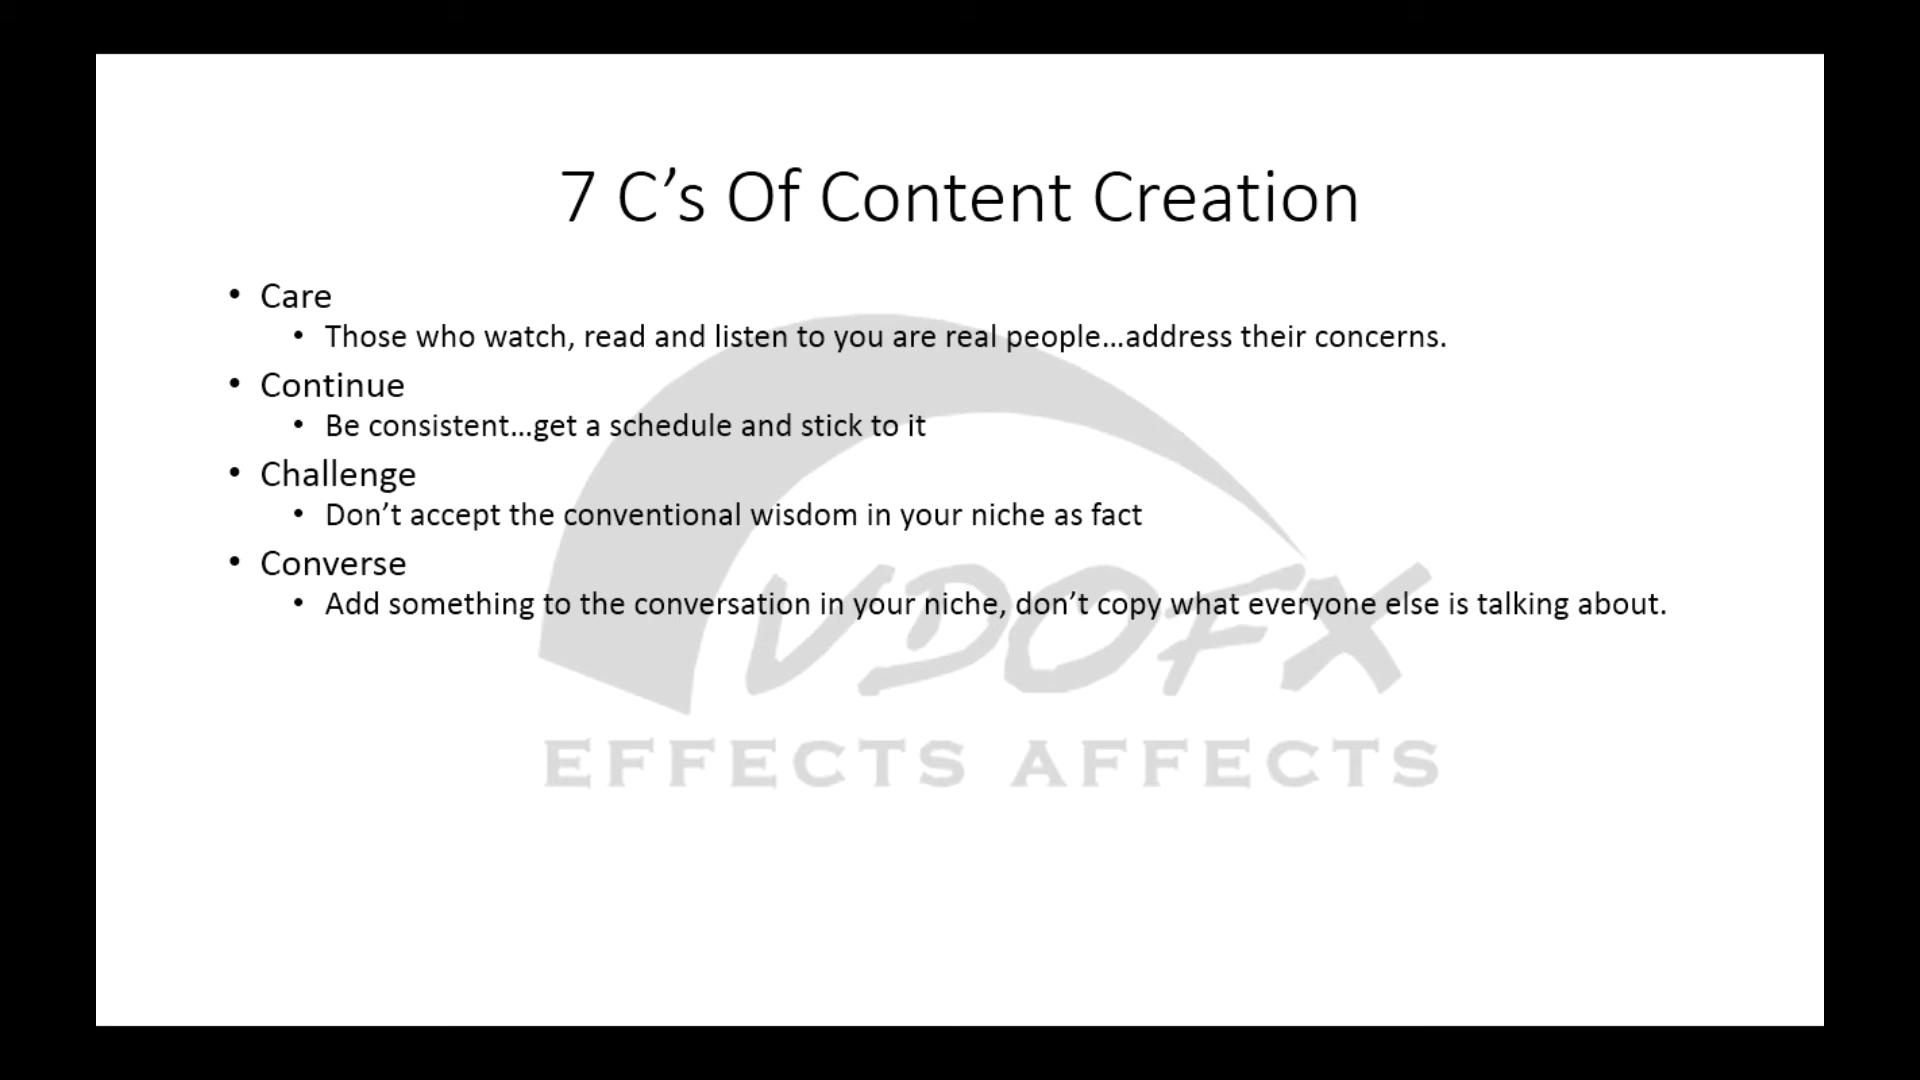 7 C’s Of Content Creation
• Care
• Those who watch, read and listen to you are real people...address their concerns.
• Continue
• Be consistent...get a schedule and stick to it
• Challenge
• Don’t accept the conventional wisdom in your niche as fact
• Converse
• Add something to the conversation in your niche, don’t copy what everyone else is talking about.
VDOFX
EFFECTS AFFECTS